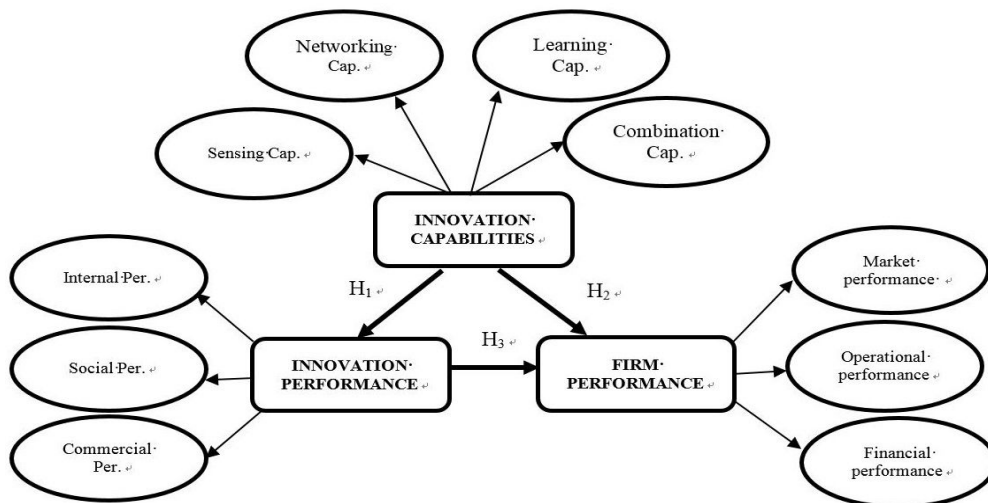 Networking
Cap.
Learning
Cap.
Sensing Cap.
Combination
Cap.
INNOVATION
CAPABILITIES
Internal Per.
Market
performance
H₁
H₂
H₃
Social Per.
INNOVATION
PERFORMANCE
FIRM
PERFORMANCE
Operational
performance
Commercial
Per.
Financial
performance